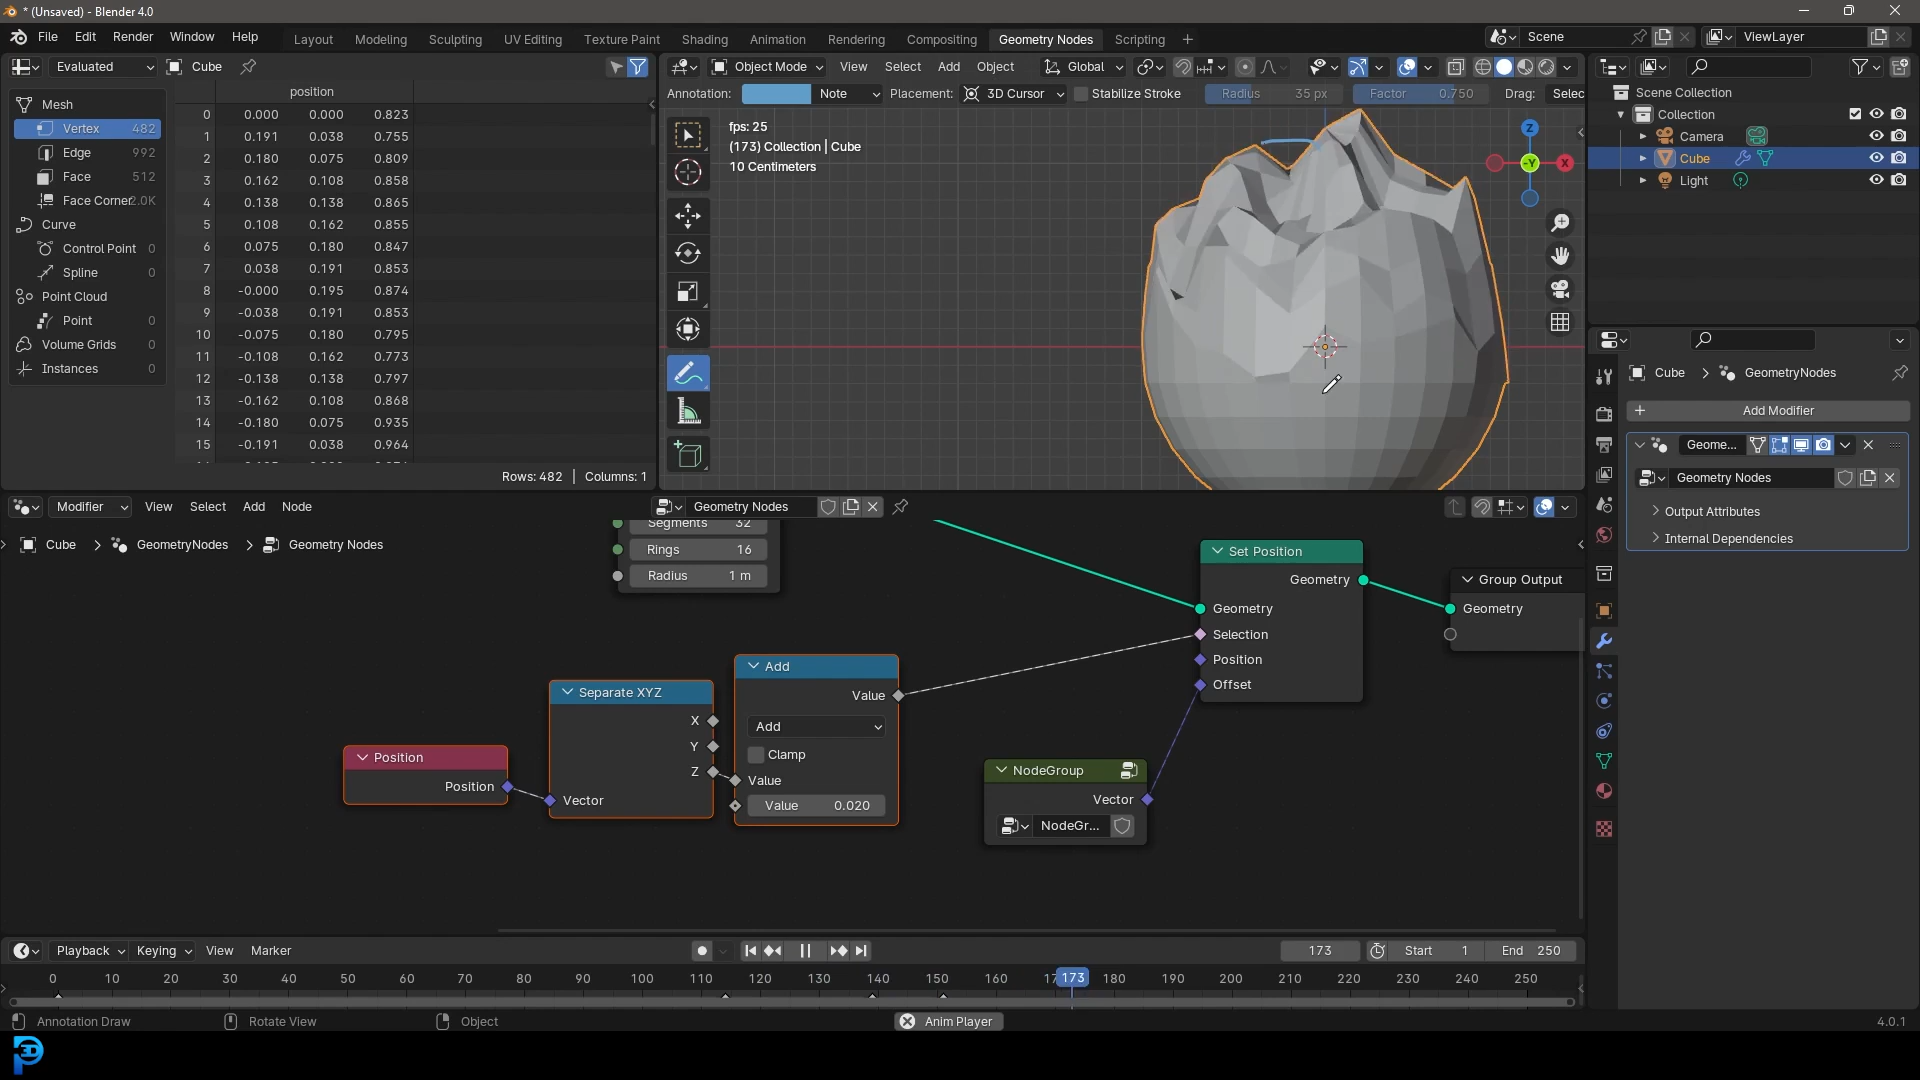 * (Unsaved) - Blender 4.0
File Edit Render Window Help Layout Modeling Sculpting UV Editing Texture Paint Shading Animation Rendering Compositing Geometry Nodes Scripting + Scene ViewLayer
Evaluated Cube
Object Mode View Select Add Object Global
position
Annotation: Note Placement: 3D Cursor Stabilize Stroke Radius 35 px Factor 0.750 Drag: Selec
Mesh
Vertex 482
Edge 992
Face 512
Face Corner 2.0K
Curve
Control Point 0
Spline 0
Point Cloud
Point 0
Volume Grids 0
Instances 0
0 0.000 0.000 0.823
1 0.191 0.038 0.755
2 0.180 0.075 0.809
3 0.162 0.108 0.858
4 0.138 0.138 0.865
5 0.108 0.162 0.855
6 0.075 0.180 0.847
7 0.038 0.191 0.853
8 -0.000 0.195 0.874
9 -0.038 0.191 0.853
10 -0.075 0.180 0.795
11 -0.108 0.162 0.773
12 -0.138 0.138 0.797
13 -0.162 0.108 0.868
14 -0.180 0.075 0.935
15 -0.191 0.038 0.964
Rows: 482 | Columns: 1
fps: 25
(173) Collection | Cube
10 Centimeters
Z
-Y
X
Scene Collection
Collection
Camera
Cube
Light
Cube > GeometryNodes
+ Add Modifier
Geome...
Geometry Nodes
Output Attributes
Internal Dependencies
Modifier View Select Add Node Geometry Nodes
Cube > GeometryNodes > Geometry Nodes
Segments 32
Rings 16
Radius 1 m
Set Position
Geometry
Geometry
Selection
Position
Offset
Group Output
Geometry
Add
Value
Add
Clamp
Value
Value 0.020
Separate XYZ
X
Y
Z
Vector
Position
Position
NodeGroup
Vector
NodeGr...
Playback Keying View Marker 173 Start 1 End 250
0 10 20 30 40 50 60 70 80 90 100 110 120 130 140 150 160 17 173 180 190 200 210 220 230 240 250
Annotation Draw Rotate View Object Anim Player 4.0.1